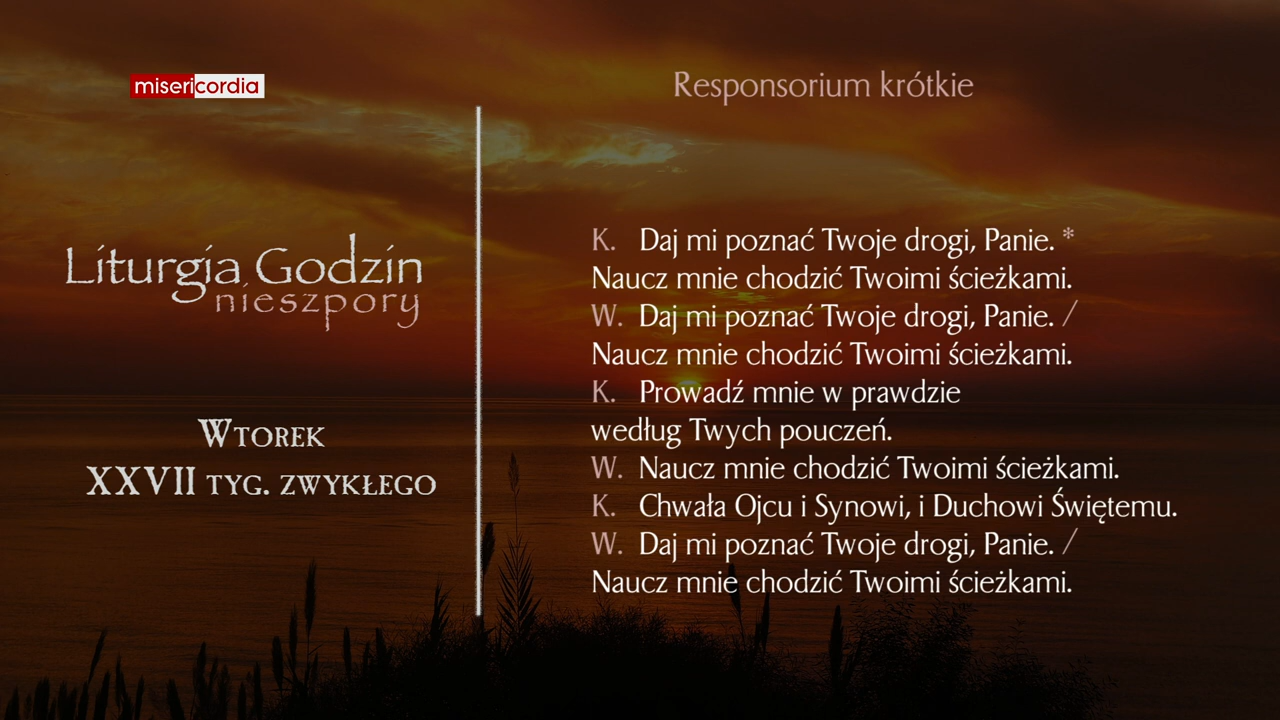 misericordia
Liturgia Godzin
nieszpory
Wtorek
XXVII tyg. zwykłego
Responsorium krótkie
K. Daj mi poznać Twoje drogi, Panie. *
Naucz mnie chodzić Twoimi ścieżkami.
W. Daj mi poznać Twoje drogi, Panie. /
Naucz mnie chodzić Twoimi ścieżkami.
K. Prowadź mnie w prawdzie
według Twych pouczeń.
W. Naucz mnie chodzić Twoimi ścieżkami.
K. Chwała Ojcu i Synowi, i Duchowi Świętemu.
W. Daj mi poznać Twoje drogi, Panie. /
Naucz mnie chodzić Twoimi ścieżkami.